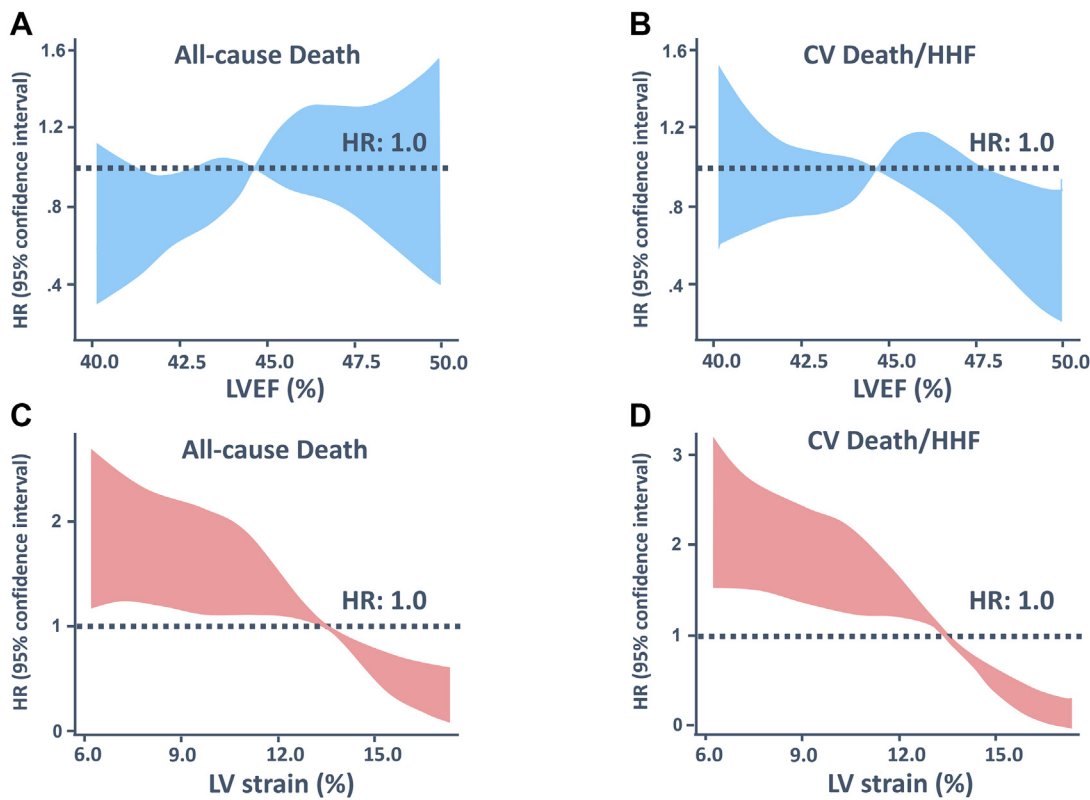 A
All-cause Death
HR (95% confidence interval)
1.6
1.2
.8
.4
HR: 1.0
40.0 42.5 45.0 47.5 50.0
LVEF (%)
B
CV Death/HHF
HR (95% confidence interval)
1.6
1.2
.8
.4
HR: 1.0
40.0 42.5 45.0 47.5 50.0
LVEF (%)
C
All-cause Death
HR (95% confidence interval)
2
1
0
HR: 1.0
6.0 9.0 12.0 15.0
LV strain (%)
D
CV Death/HHF
HR (95% confidence interval)
3
2
1
0
HR: 1.0
6.0 9.0 12.0 15.0
LV strain (%)